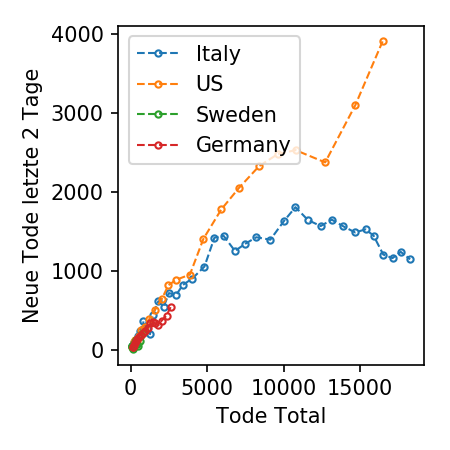 4000
3000
2000
1000
0
Neue Tode letzte 2 Tage
Italy
US
Sweden
Germany
0 5000 10000 15000
Tode Total